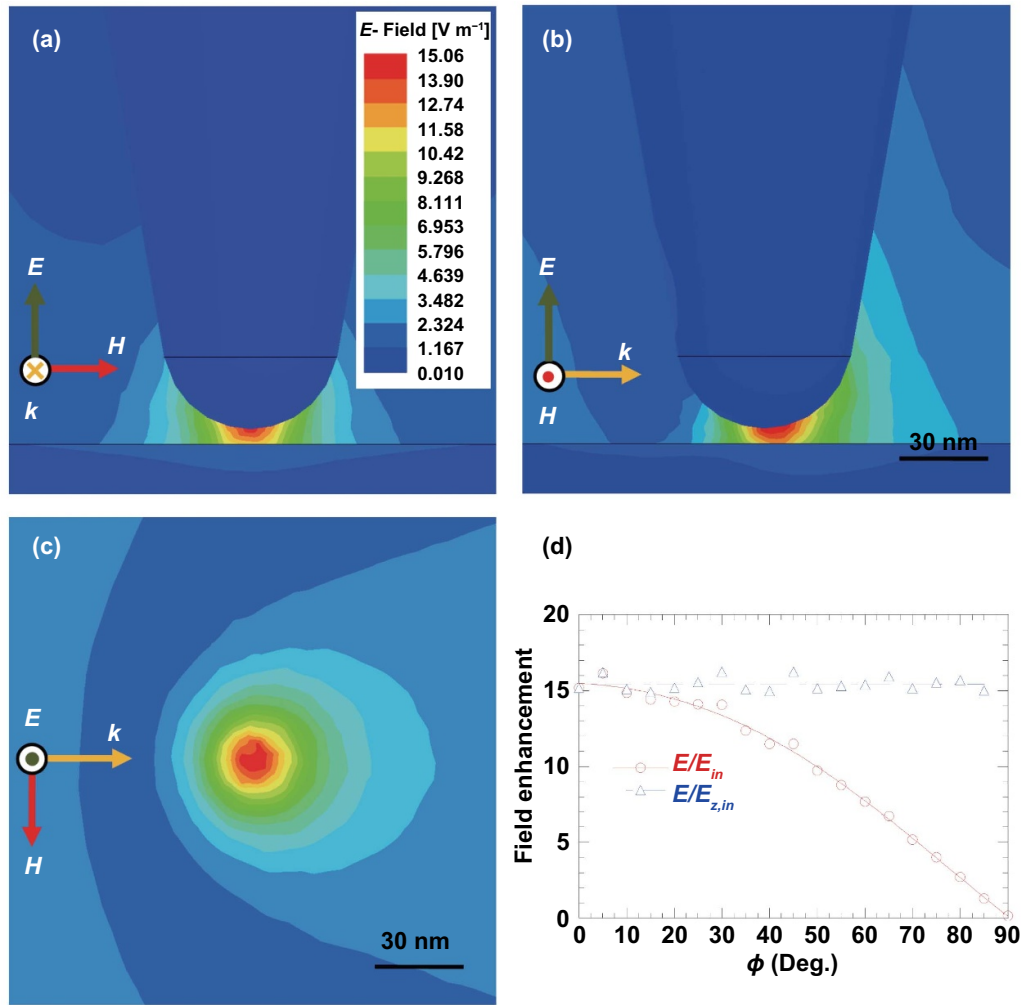 (a)
E- Field [V m⁻¹]
15.06
13.90
12.74
11.58
10.42
9.268
8.111
6.953
5.796
4.639
3.482
2.324
1.167
0.010
E
H
k
(b)
E
k
H
30 nm
(c)
E
k
H
30 nm
(d)
Field enhancement
20
15
10
5
0
E/E_in
E/E_z,in
0 10 20 30 40 50 60 70 80 90
ϕ (Deg.)